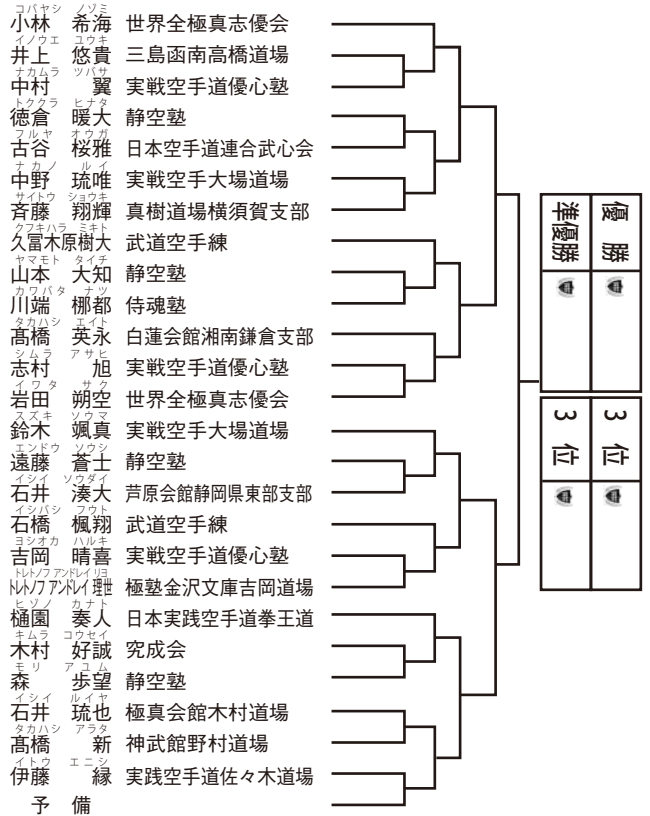 コバヤシ ノゾミ
小林 希海 世界全極真志優会
イノウエ ユウキ
井上 悠貴 三島函南高橋道場
ナカムラ ツバサ
中村 翼 実戦空手道優心塾
トククラ ヒナタ
徳倉 暖大 静空塾
フルヤ オウガ
古谷 桜雅 日本空手道連合武心会
ナカノ ルイ
中野 琉唯 実戦空手大場道場
サイトウ ショウキ
斉藤 翔輝 真樹道場横須賀支部
クフキハラ ミキト
久冨木原樹大 武道空手練
ヤマモト タイチ
山本 大知 静空塾
カワバタ ナツ
川端 梛都 侍魂塾
タカハシ エイト
髙橋 英永 白蓮会館湘南鎌倉支部
シムラ アサヒ
志村 旭 実戦空手道優心塾
イワタ サク
岩田 朔空 世界全極真志優会
スズキ ソウマ
鈴木 颯真 実戦空手大場道場
エンドウ ソウシ
遠藤 蒼士 静空塾
イシイ ソウダイ
石井 湊大 芦原会館静岡県東部支部
イシバシ フウト
石橋 楓翔 武道空手練
ヨシオカ ハルキ
吉岡 晴喜 実戦空手道優心塾
トレトノフ アンドレイ リヨ
トレトノフ アンドレイ 理世 極塾金沢文庫吉岡道場
ヒゾノ カナト
樋園 奏人 日本実践空手道拳王道
キムラ コウセイ
木村 好誠 究成会
モリ アユム
森 歩望 静空塾
イシイ ルイヤ
石井 琉也 極真会館木村道場
タカハシ アラタ
髙橋 新 神武館野村道場
イトウ エニシ
伊藤 縁 実践空手道佐々木道場
予備
優勝
準優勝
3位
3位